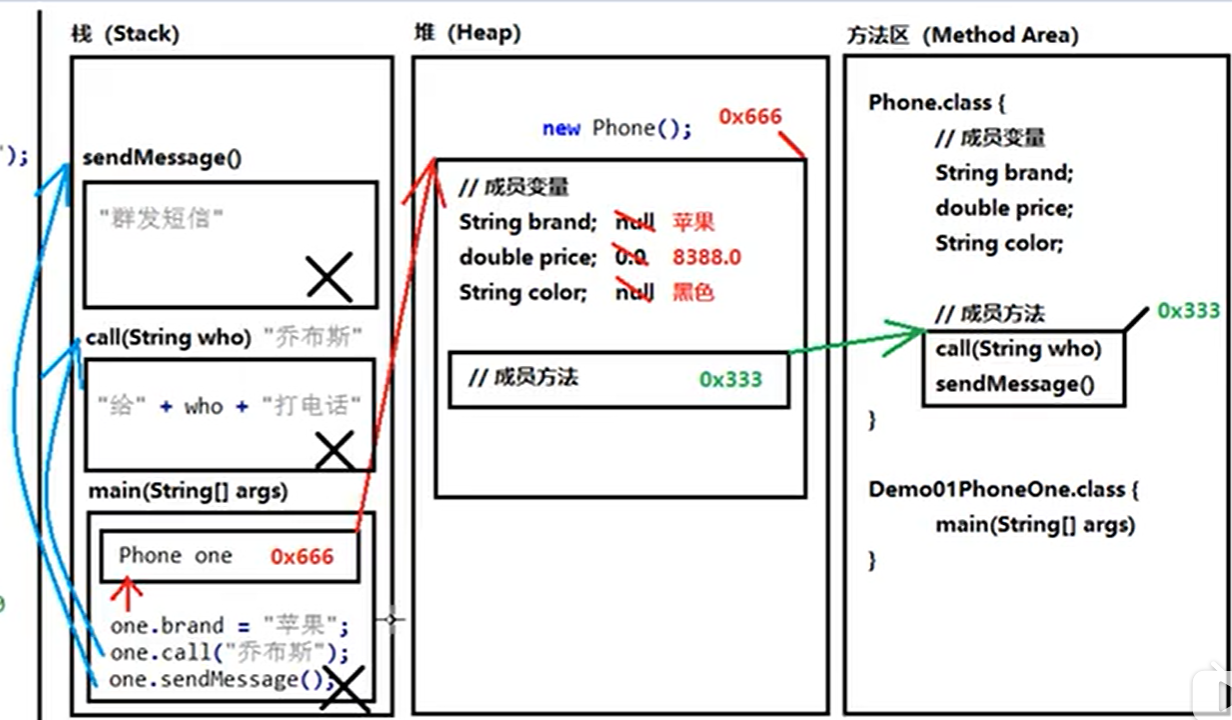 ");
栈 (Stack)
sendMessage()
"群发短信"
call(String who) "乔布斯"
"给" + who + "打电话"
main(String[] args)
Phone one 0x666
one.brand = "苹果";
one.call("乔布斯");
one.sendMessage();
堆 (Heap)
new Phone(); 0x666
// 成员变量
String brand; null 苹果
double price; 0.0 8388.0
String color; null 黑色
// 成员方法 0x333
方法区 (Method Area)
Phone.class {
// 成员变量
String brand;
double price;
String color;
// 成员方法 0x333
call(String who)
sendMessage()
}
Demo01PhoneOne.class {
main(String[] args)
}